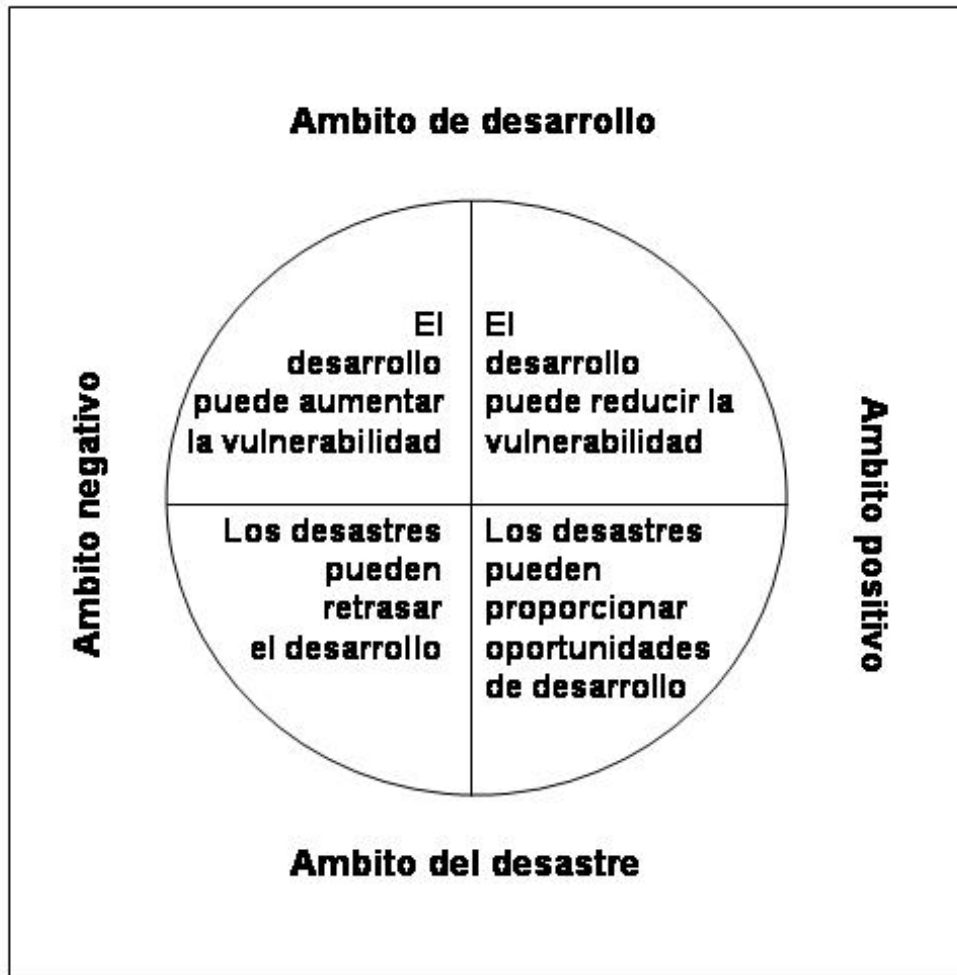 Ambito de desarrollo
Ambito negativo
El
desarrollo
puede aumentar
la vulnerabilidad
El
desarrollo
puede reducir la
vulnerabilidad
Los desastres
pueden
retrasar
el desarrollo
Los desastres
pueden
proporcionar
oportunidades
de desarrollo
Ambito positivo
Ambito del desastre